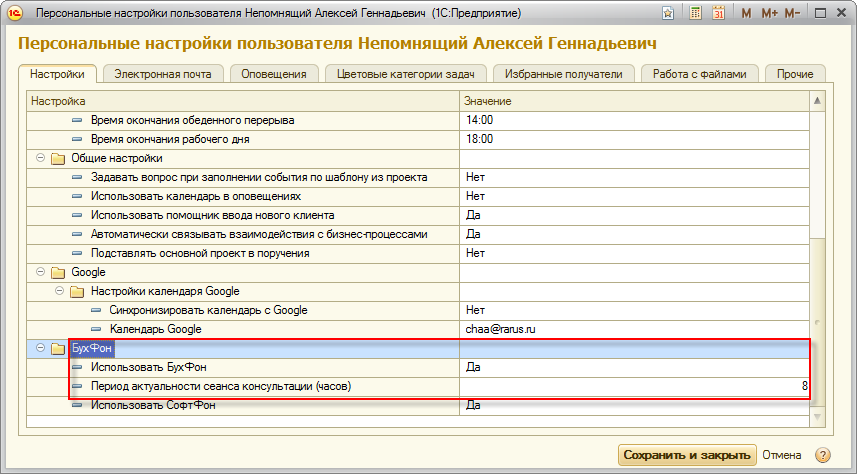 1С Персональные настройки пользователя Непомнящий Алексей Геннадьевич (1С:Предприятие) 31 M M+ M-
Персональные настройки пользователя Непомнящий Алексей Геннадьевич
Настройки Электронная почта Оповещения Цветовые категории задач Избранные получатели Работа с файлами Прочие
Настройка Значение
Время окончания обеденного перерыва 14:00
Время окончания рабочего дня 18:00
Общие настройки
Задавать вопрос при заполнении события по шаблону из проекта Нет
Использовать календарь в оповещениях Нет
Использовать помощник ввода нового клиента Да
Автоматически связывать взаимодействия с бизнес-процессами Да
Подставлять основной проект в поручения Нет
Google
Настройки календаря Google
Синхронизировать календарь с Google Нет
Календарь Google chaa@rarus.ru
БухФон
Использовать БухФон Да
Период актуальности сеанса консультации (часов) 8
Использовать СофтФон Да
Сохранить и закрыть Отмена ?